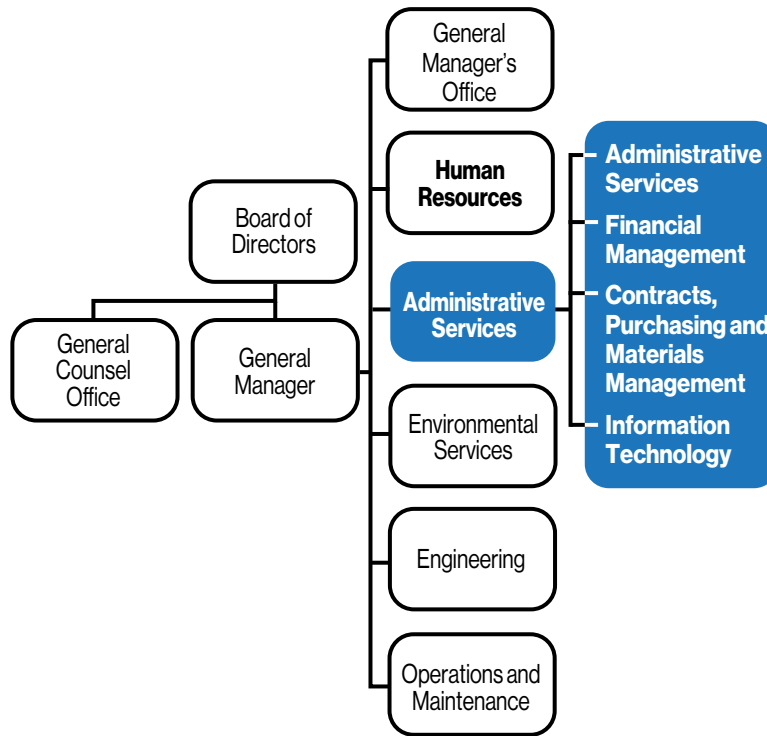 General
Manager's
Office
Human
Resources
Board of
Directors
General
Counsel
Office
General
Manager
Administrative
Services
Environmental
Services
Engineering
Operations and
Maintenance
Administrative
Services
Financial
Management
Contracts,
Purchasing and
Materials
Management
Information
Technology